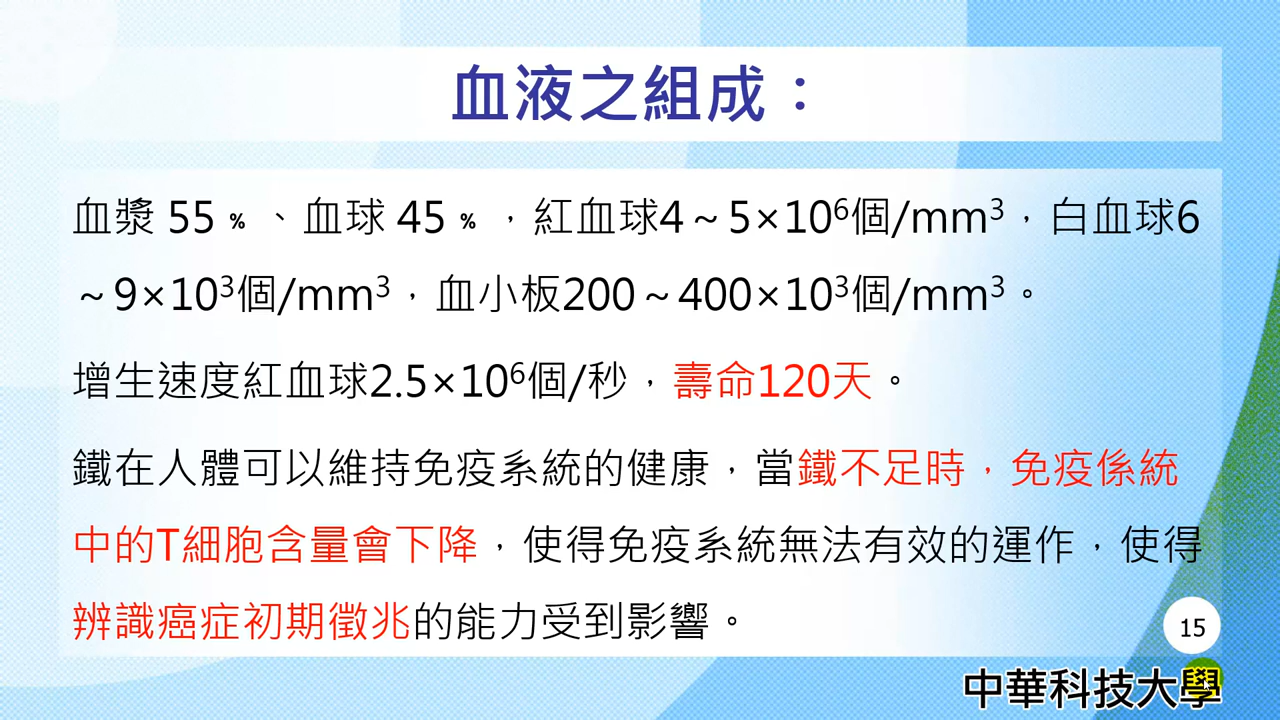 血液之組成：
血漿 55﹪、血球 45﹪，紅血球4～5×10⁶個/mm³，白血球6
～9×10³個/mm³，血小板200～400×10³個/mm³。
增生速度紅血球2.5×10⁶個/秒，壽命120天。
鐵在人體可以維持免疫系統的健康，當鐵不足時，免疫係統
中的T細胞含量會下降，使得免疫系統無法有效的運作，使得
辨識癌症初期徵兆的能力受到影響。
15
中華科技大學